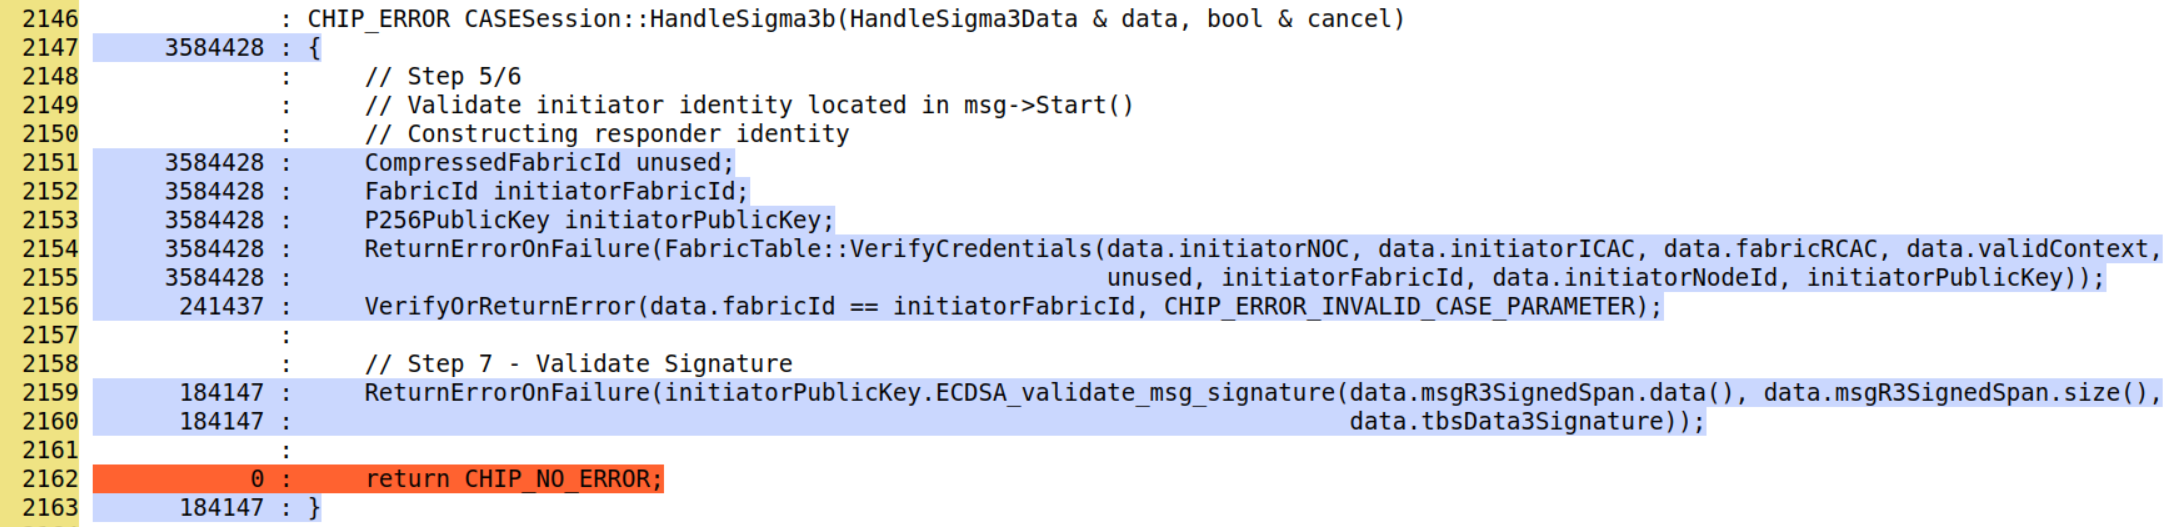 2146              : CHIP_ERROR CASESession::HandleSigma3b(HandleSigma3Data & data, bool & cancel)
2147      3584428 : {
2148              :     // Step 5/6
2149              :     // Validate initiator identity located in msg->Start()
2150              :     // Constructing responder identity
2151      3584428 :     CompressedFabricId unused;
2152      3584428 :     FabricId initiatorFabricId;
2153      3584428 :     P256PublicKey initiatorPublicKey;
2154      3584428 :     ReturnErrorOnFailure(FabricTable::VerifyCredentials(data.initiatorNOC, data.initiatorICAC, data.fabricRCAC, data.validContext,
2155      3584428 :                                                         unused, initiatorFabricId, data.initiatorNodeId, initiatorPublicKey));
2156       241437 :     VerifyOrReturnError(data.fabricId == initiatorFabricId, CHIP_ERROR_INVALID_CASE_PARAMETER);
2157              :
2158              :     // Step 7 - Validate Signature
2159       184147 :     ReturnErrorOnFailure(initiatorPublicKey.ECDSA_validate_msg_signature(data.msgR3SignedSpan.data(), data.msgR3SignedSpan.size(),
2160       184147 :                                                                          data.tbsData3Signature));
2161              :
2162            0 :     return CHIP_NO_ERROR;
2163       184147 : }